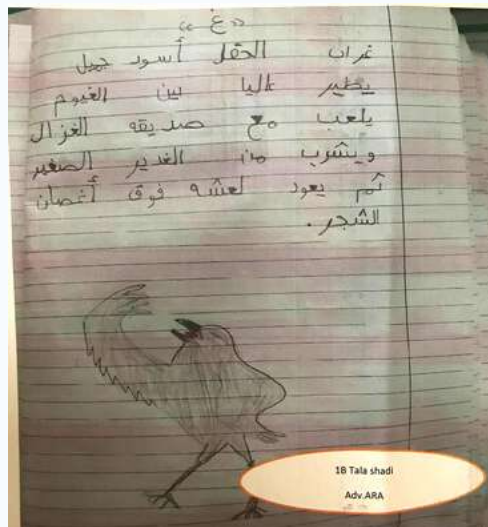 « غ »
غراب الحقل أسود جميل
يطير عاليا بين الغيوم
يلعب مع صديقه الغزال
ويشرب من الغدير الصغير
ثم يعود لعشه فوق أغصان
الشجر.
1B Tala shadi
Adv.ARA